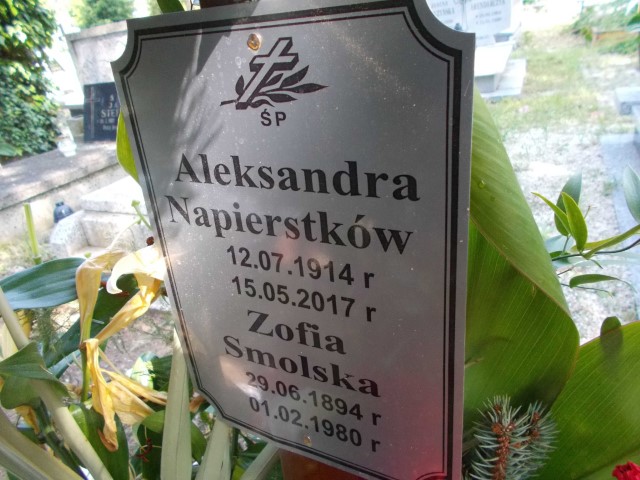 ŚP
Aleksandra
Napierstków
12.07.1914 r
15.05.2017 r
Zofia
Smolska
29.06.1894 r
01.02.1980 r